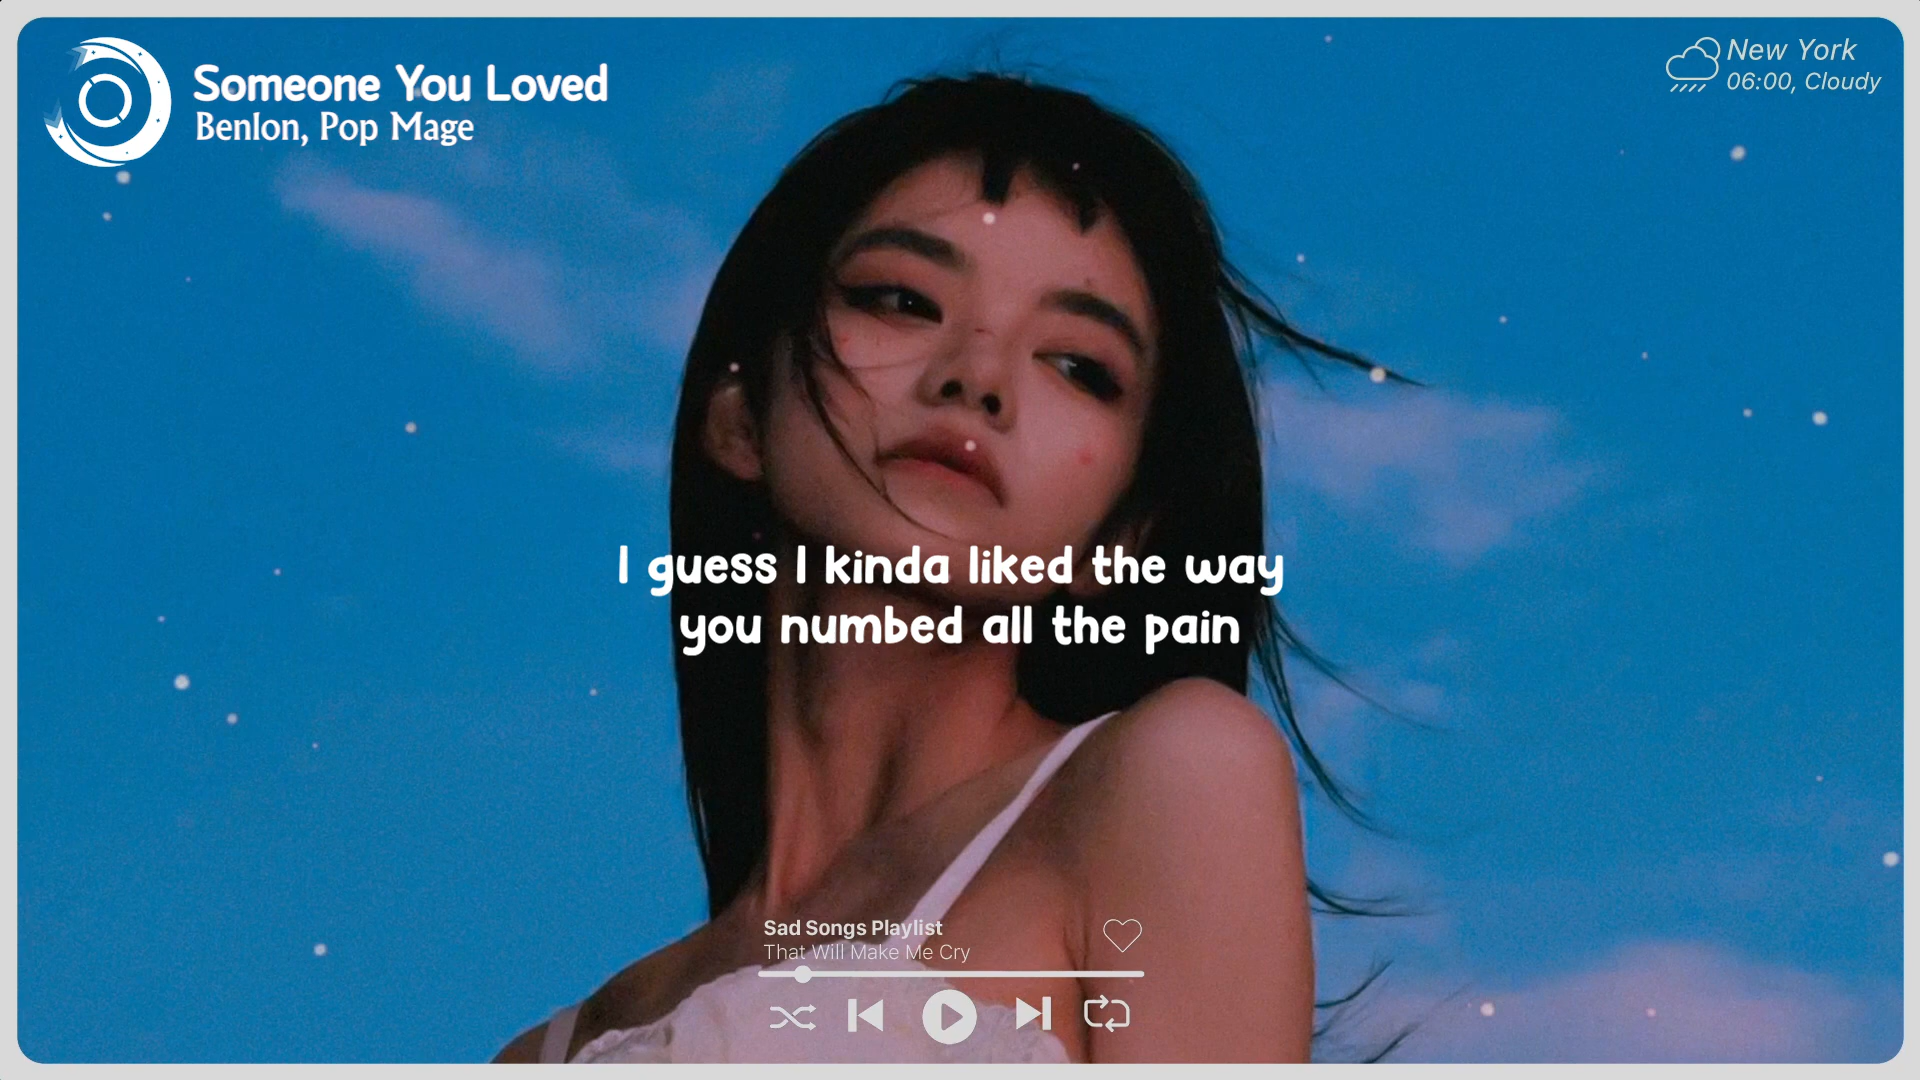 Someone You Loved
Benlon, Pop Mage
New York
06:00, Cloudy
I guess I kinda liked the way
you numbed all the pain
Sad Songs Playlist
That Will Make Me Cry